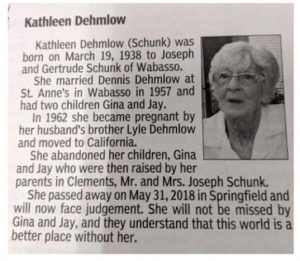 Kathleen Dehmlow
Kathleen Dehmlow (Schunk) was
born on March 19, 1938 to Joseph
and Gertrude Schunk of Wabasso.
She married Dennis Dehmlow at
St. Anne's in Wabasso in 1957 and
had two children Gina and Jay.
In 1962 she became pregnant by
her husband's brother Lyle Dehmlow
and moved to California.
She abandoned her children, Gina
and Jay who were then raised by her
parents in Clements, Mr. and Mrs. Joseph Schunk.
She passed away on May 31, 2018 in Springfield and
will now face judgement. She will not be missed by
Gina and Jay, and they understand that this world is a
better place without her.